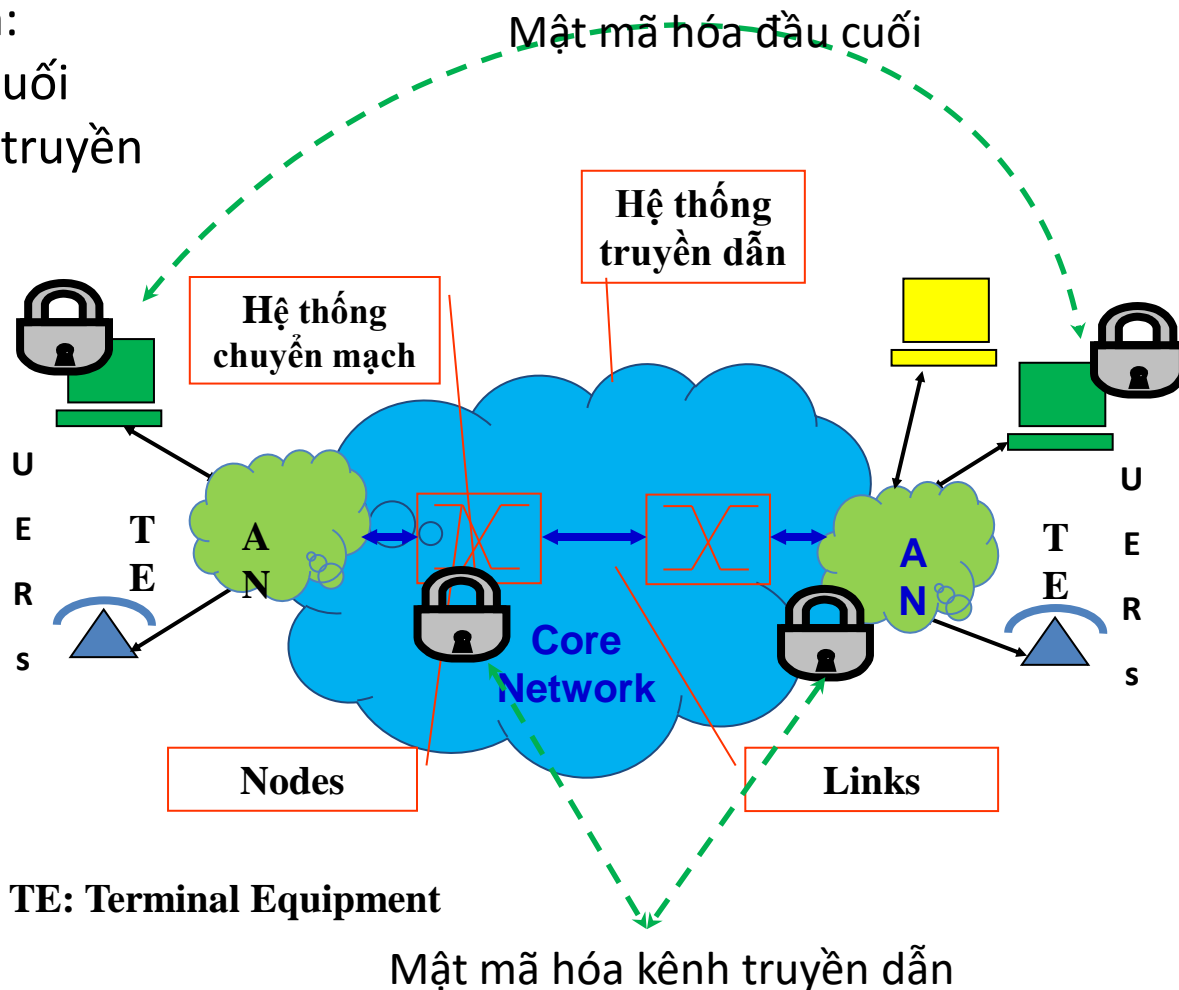 :
uối
truyền
Mật mã hóa đầu cuối
Hệ thống
truyền dẫn
Hệ thống
chuyển mạch
U
E
R
s
T
E
A
N
Core
Network
A
N
T
E
U
E
R
s
Nodes
Links
TE: Terminal Equipment
Mật mã hóa kênh truyền dẫn